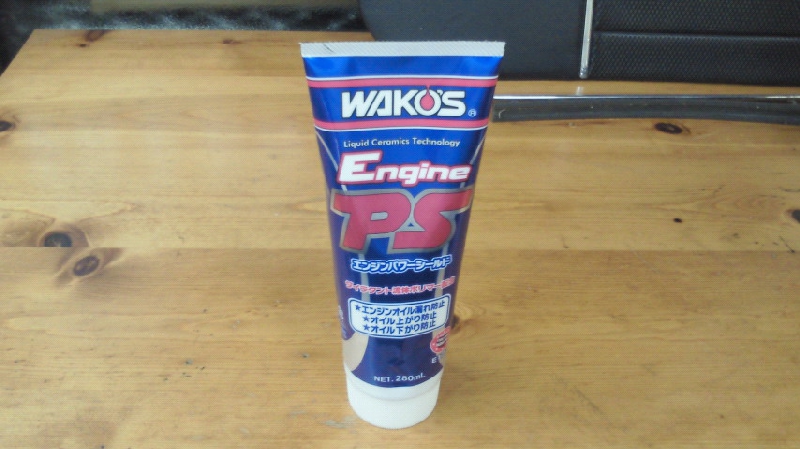 WAKO'S®
Liquid Ceramics Technology
Engine
PS
エンジンパワーシールド
★エンジンオイル漏れ防止
★オイル上がり防止
★オイル下がり防止
NET. 280mL